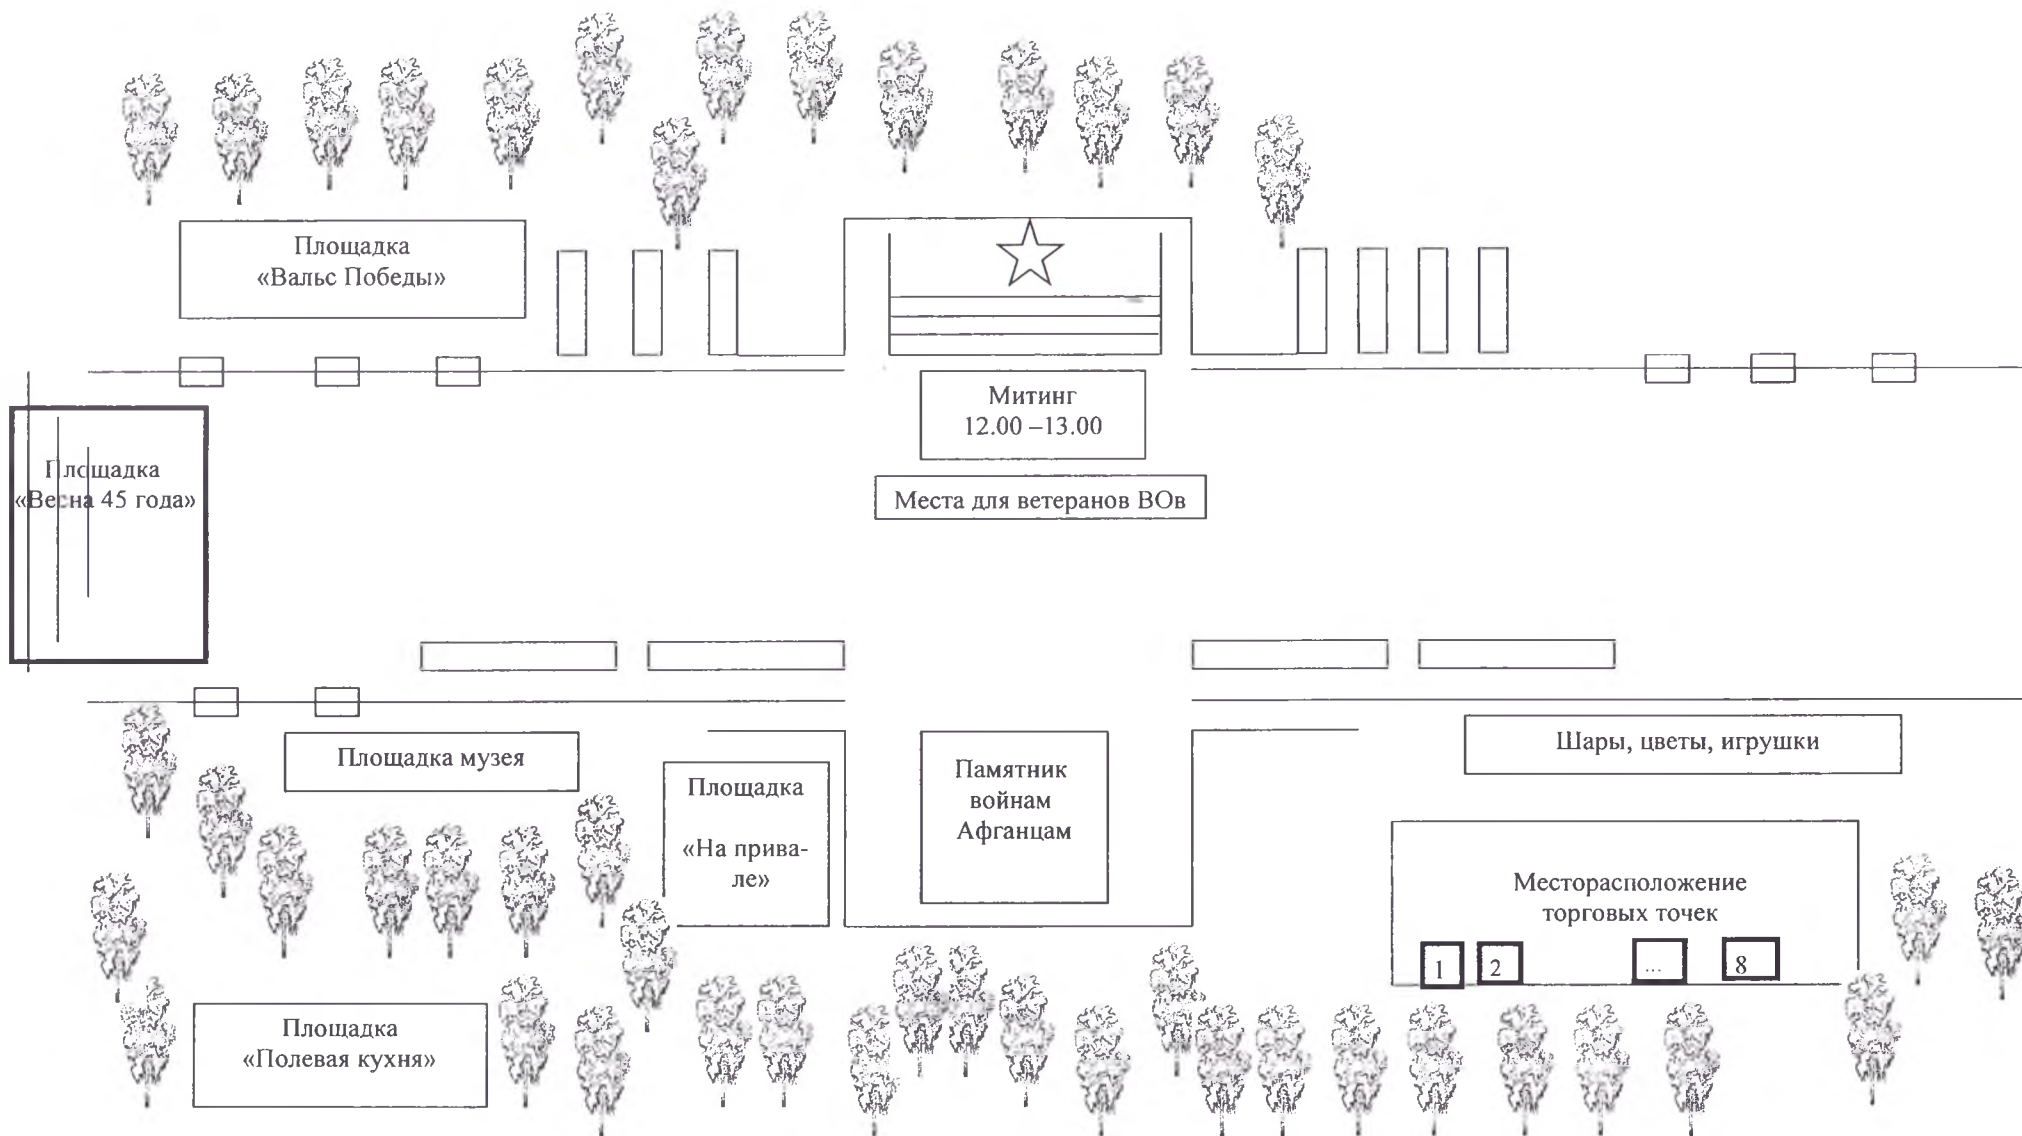 Площадка
«Вальс Победы»
Митинг
12.00 –13.00
Площадка
«Весна 45 года»
Места для ветеранов ВОв
Площадка музея
Площадка
«На прива-
ле»
Памятник
войнам
Афганцам
Шары, цветы, игрушки
Месторасположение
торговых точек
1 2 ... 8
Площадка
«Полевая кухня»